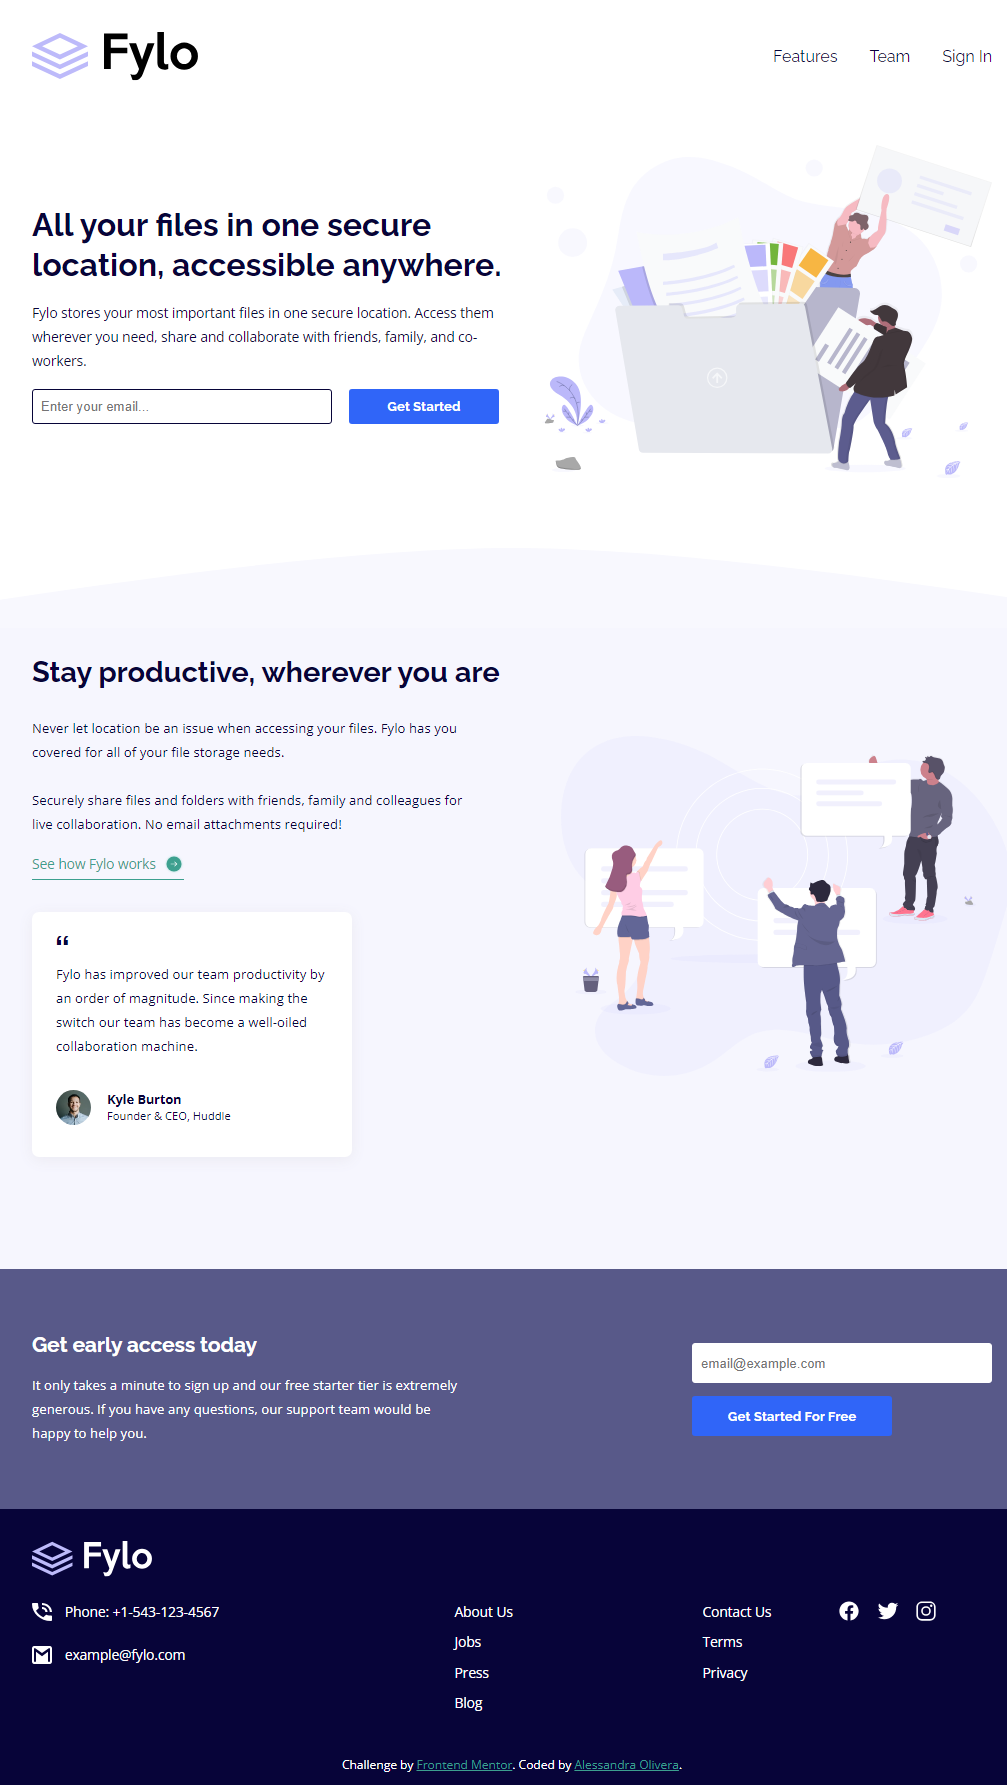 Fylo
Features Team Sign In
All your files in one secure
location, accessible anywhere.
Fylo stores your most important files in one secure location. Access them
wherever you need, share and collaborate with friends, family, and co-
workers.
Enter your email...
Get Started
Stay productive, wherever you are
Never let location be an issue when accessing your files. Fylo has you
covered for all of your file storage needs.
Securely share files and folders with friends, family and colleagues for
live collaboration. No email attachments required!
See how Fylo works
“
Fylo has improved our team productivity by
an order of magnitude. Since making the
switch our team has become a well-oiled
collaboration machine.
Kyle Burton
Founder & CEO, Huddle
Get early access today
It only takes a minute to sign up and our free starter tier is extremely
generous. If you have any questions, our support team would be
happy to help you.
email@example.com
Get Started For Free
Fylo
Phone: +1-543-123-4567
example@fylo.com
About Us
Jobs
Press
Blog
Contact Us
Terms
Privacy
Challenge by Frontend Mentor. Coded by Alessandra Olivera.